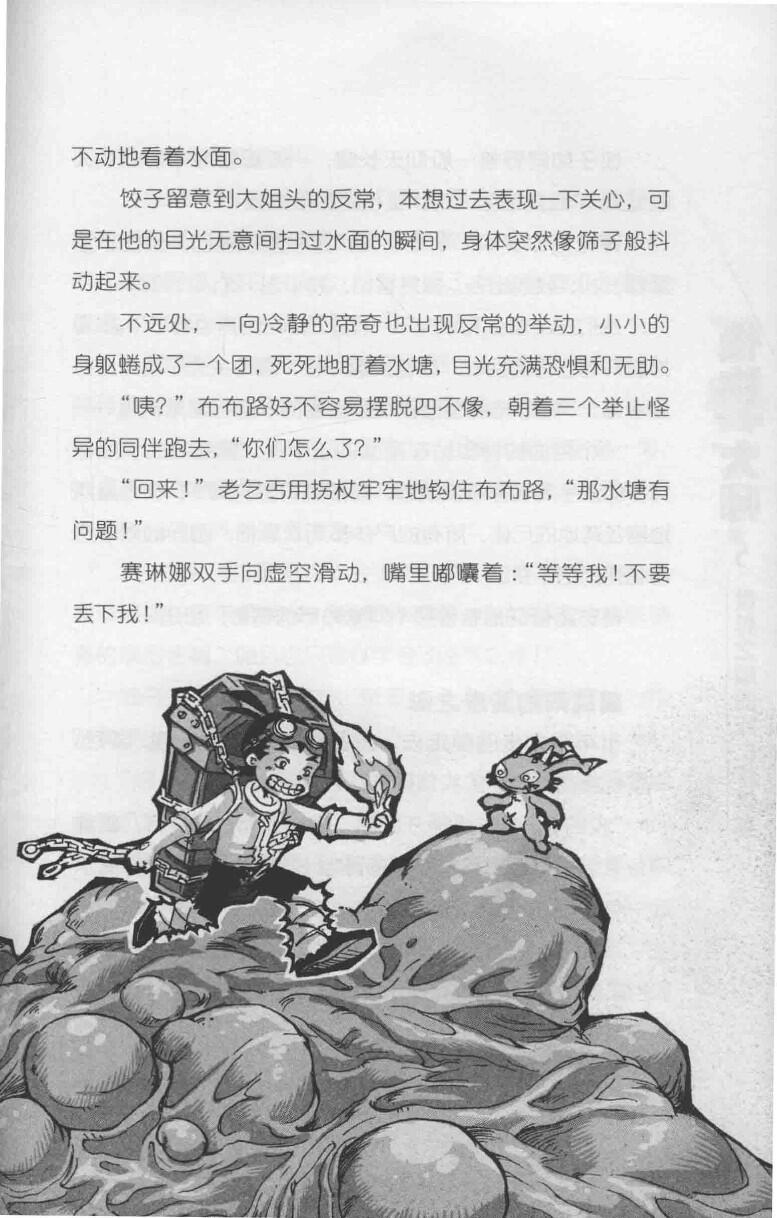 不动地看着水面。
饺子留意到大姐头的反常，本想过去表现一下关心，可
是在他的目光无意间扫过水面的瞬间，身体突然像筛子般抖
动起来。
不远处，一向冷静的帝奇也出现反常的举动，小小的
身躯蜷成了一个团，死死地盯着水塘，目光充满恐惧和无助。
“咦？”布布路好不容易摆脱四不像，朝着三个举止怪
异的同伴跑去，“你们怎么了？”
“回来！”老乞丐用拐杖牢牢地钩住布布路，“那水塘有
问题！”
赛琳娜双手向虚空滑动，嘴里嘟囔着：“等等我！不要
丢下我！”